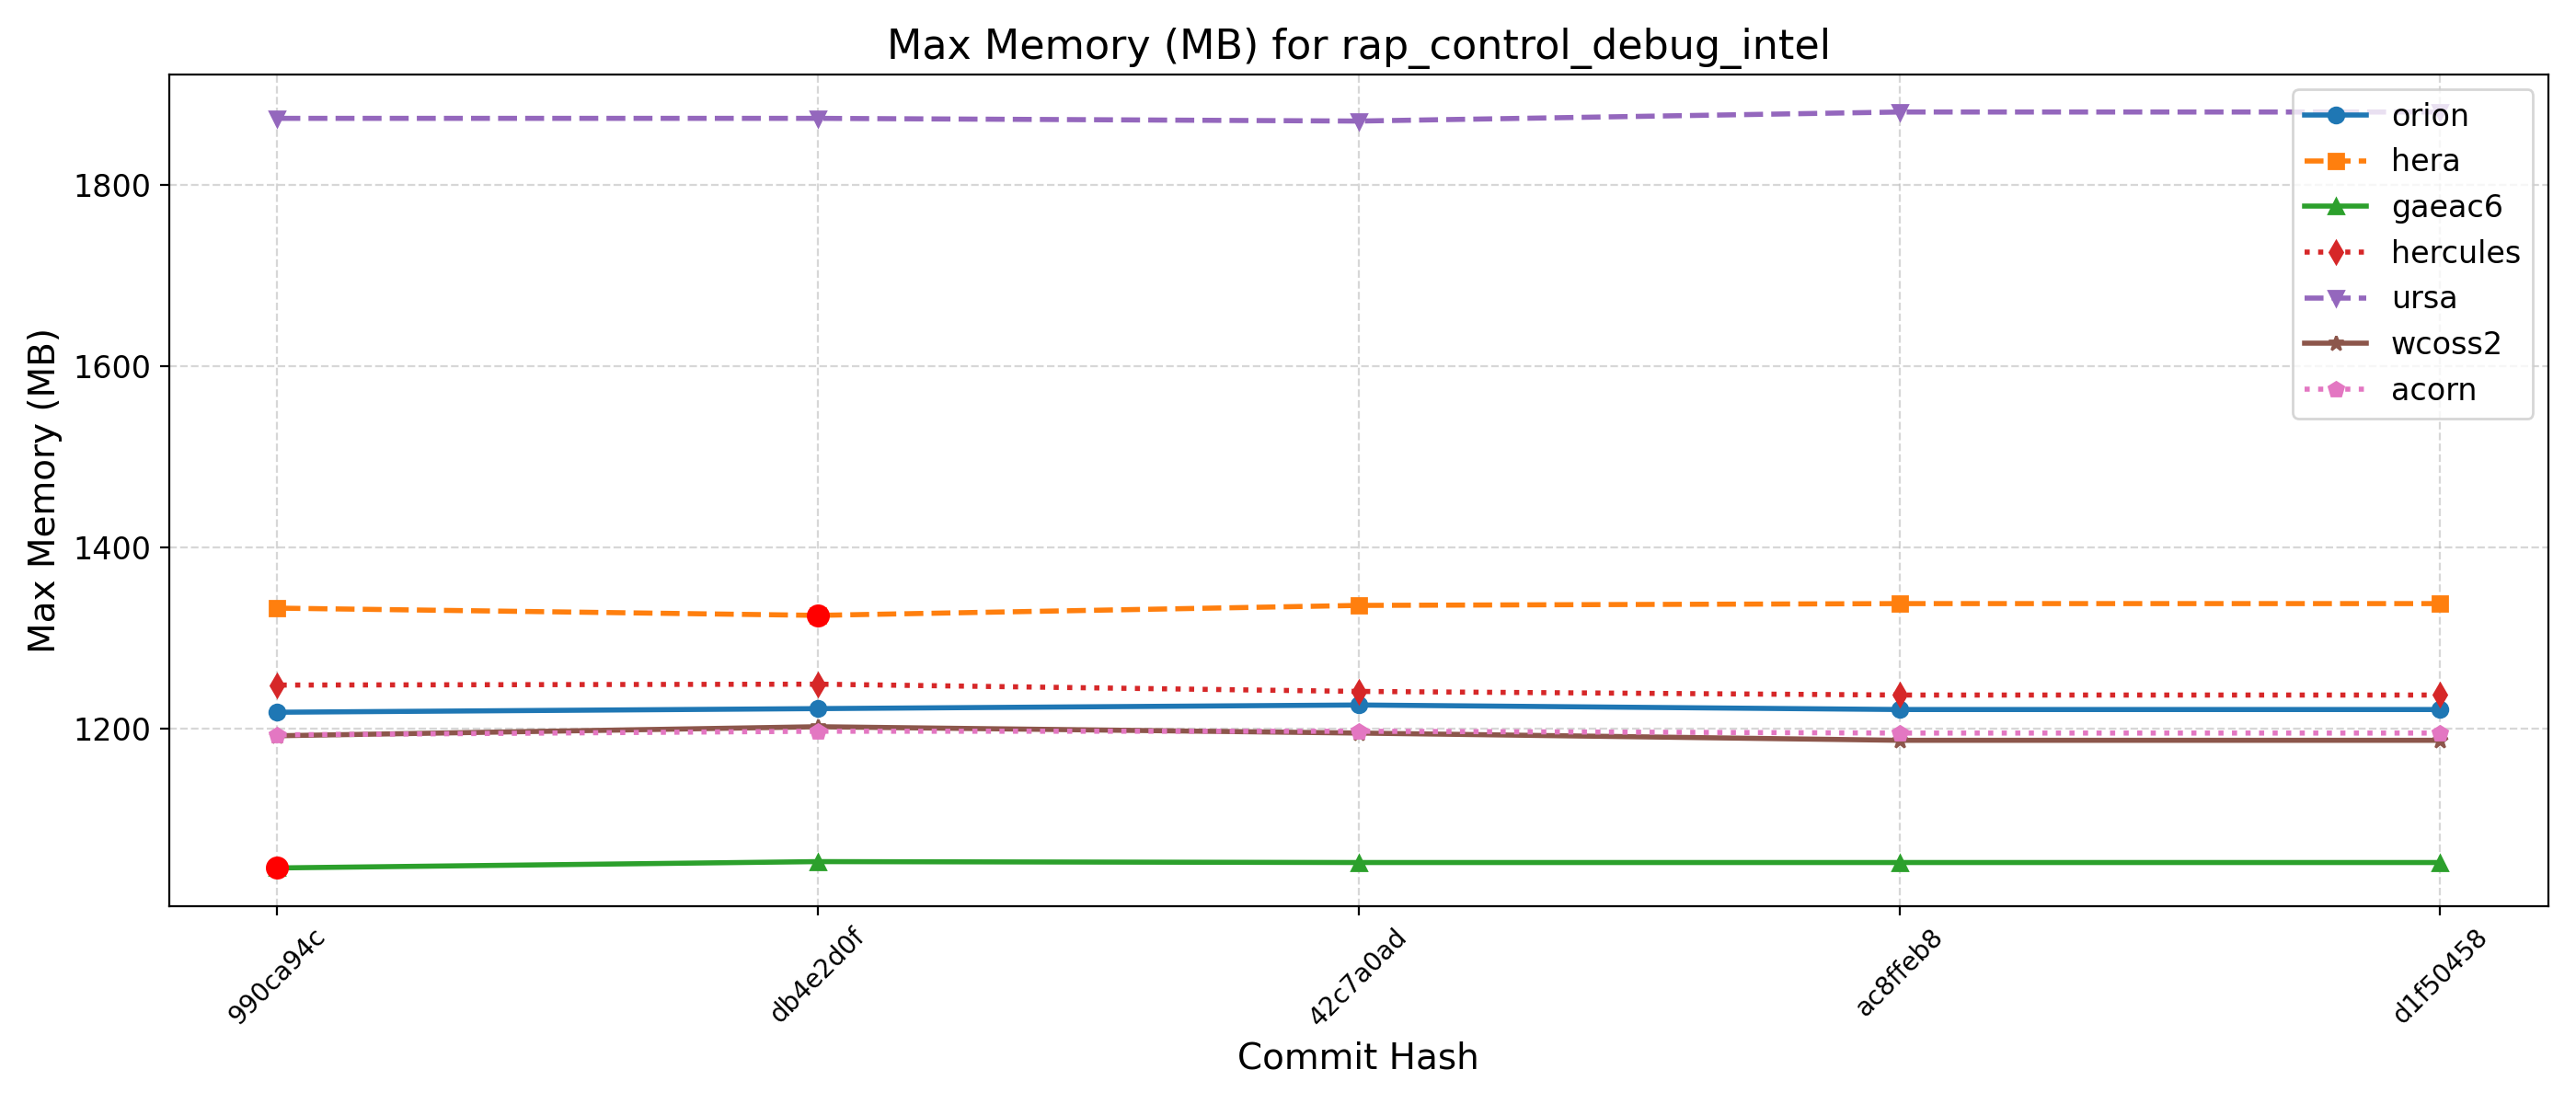 Max Memory (MB) for rap_control_debug_intel
Max Memory (MB)
1800
1600
1400
1200
orion
hera
gaeac6
hercules
ursa
wcoss2
acorn
990ca94c
db4e2d0f
42c7a0ad
ac8ffeb8
d1f50458
Commit Hash